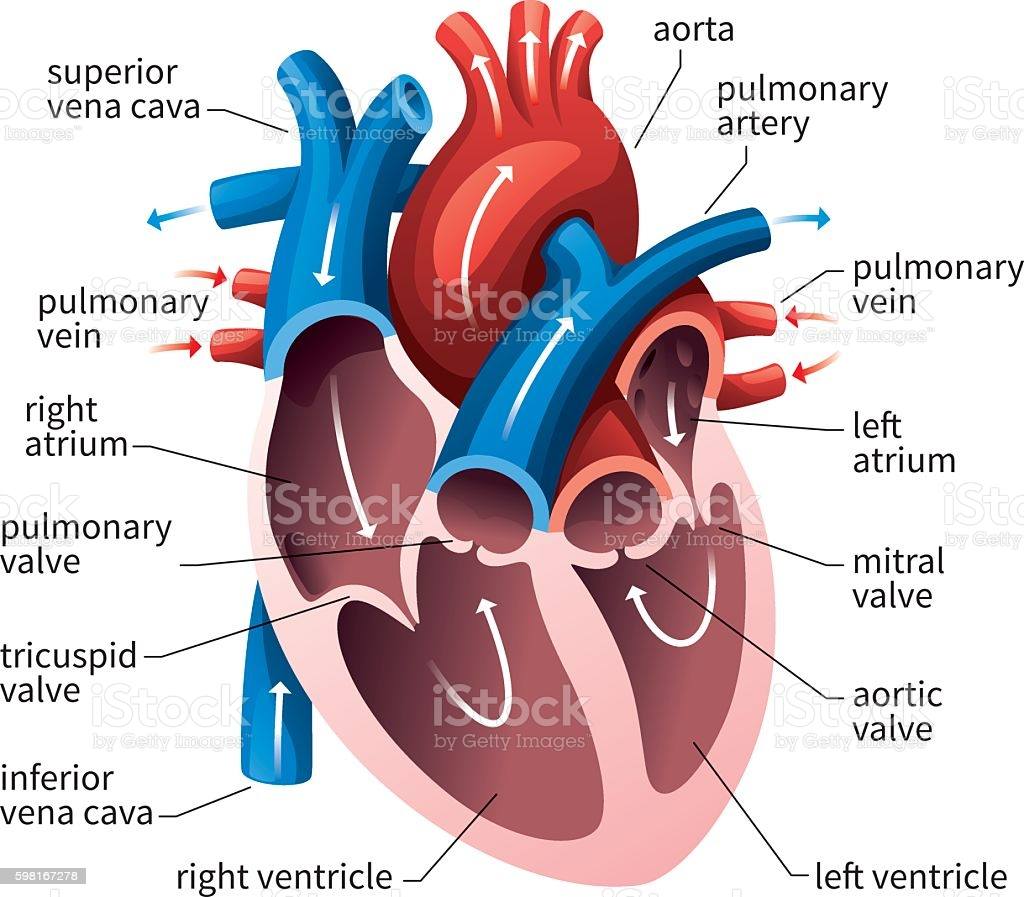 aorta
superior
vena cava
pulmonary
artery
pulmonary
vein
pulmonary
vein
right
atrium
left
atrium
pulmonary
valve
mitral
valve
tricuspid
valve
aortic
valve
inferior
vena cava
right ventricle
left ventricle
iStock
by Getty Images™
598167278